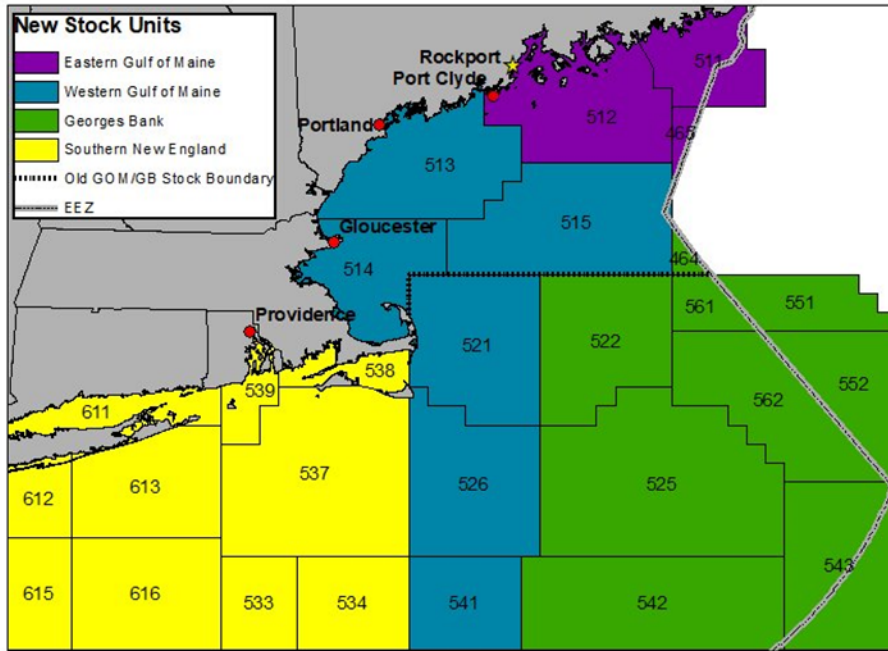 New Stock Units
Eastern Gulf of Maine
Western Gulf of Maine
Georges Bank
Southern New England
Old GOM/GB Stock Boundary
EEZ
Rockport
Port Clyde
Portland
Gloucester
Providence
511
512
465
513
515
464
514
561
551
521
522
538
539
562
552
611
537
526
525
612
613
543
615
616
533
534
541
542